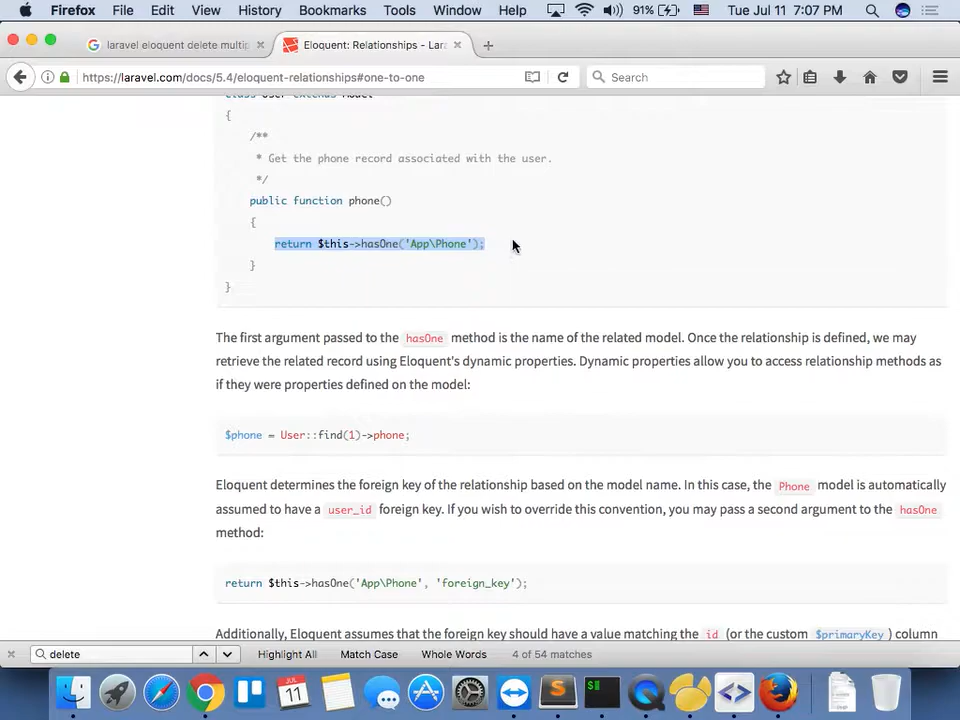 Firefox File Edit View History Bookmarks Tools Window Help 91% Tue Jul 11 7:07 PM
laravel eloquent delete multip
Eloquent: Relationships - Lara
https://laravel.com/docs/5.4/eloquent-relationships#one-to-one
Search
class User extends Model
{
/**
* Get the phone record associated with the user.
*/
public function phone()
{
return $this->hasOne('App\Phone');
}
}
The first argument passed to the hasOne method is the name of the related model. Once the relationship is defined, we may
retrieve the related record using Eloquent's dynamic properties. Dynamic properties allow you to access relationship methods as
if they were properties defined on the model:
$phone = User::find(1)->phone;
Eloquent determines the foreign key of the relationship based on the model name. In this case, the Phone model is automatically
assumed to have a user_id foreign key. If you wish to override this convention, you may pass a second argument to the hasOne
method:
return $this->hasOne('App\Phone', 'foreign_key');
Additionally, Eloquent assumes that the foreign key should have a value matching the id (or the custom $primaryKey ) column
delete
Highlight All Match Case Whole Words 4 of 54 matches
JUL
11